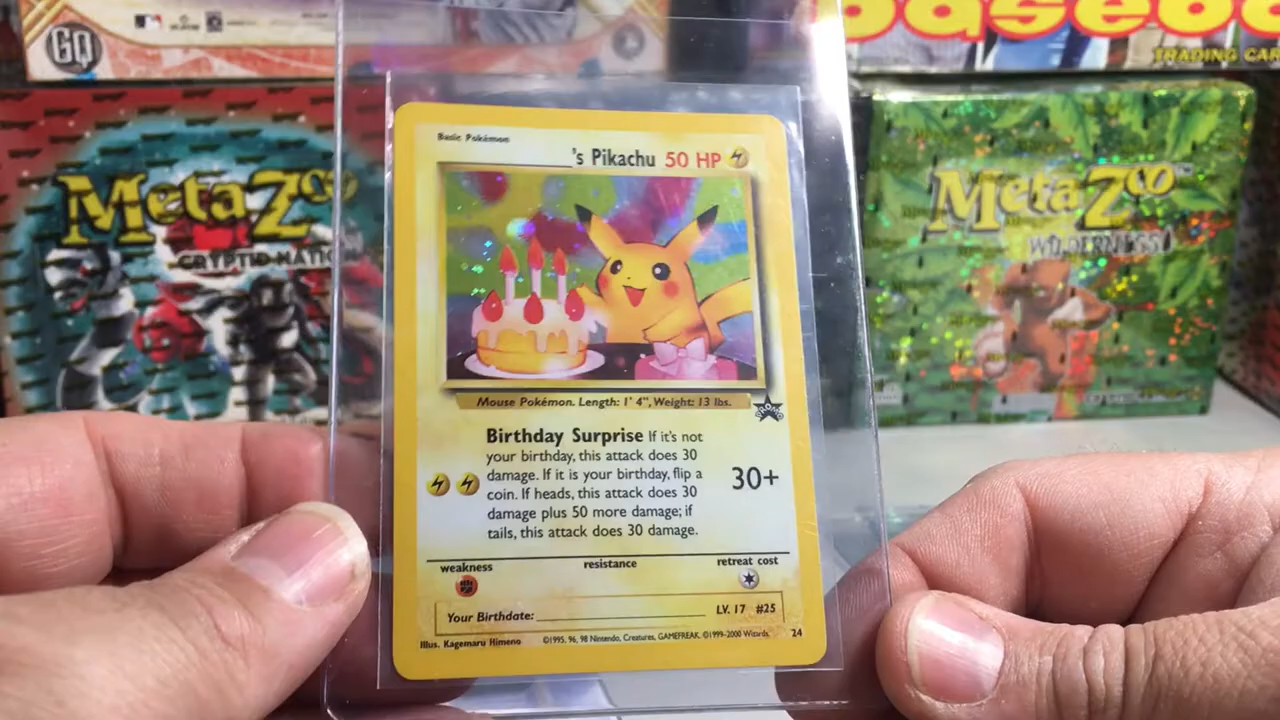 GQ
baseba
TRADING CAR
MetaZoo
CRYPTID NATION
MetaZoo™
WILDERNESS
Basic Pokémon
's Pikachu 50 HP
Mouse Pokémon. Length: 1' 4", Weight: 13 lbs.
PROMO
Birthday Surprise If it's not
your birthday, this attack does 30
damage. If it is your birthday, flip a
coin. If heads, this attack does 30
damage plus 50 more damage; if
tails, this attack does 30 damage.
30+
weakness
resistance
retreat cost
Your Birthdate:
LV. 17 #25
Illus. Kagemaru Himeno
©1995, 96, 98 Nintendo, Creatures, GAMEFREAK. ©1999-2000 Wizards.
24